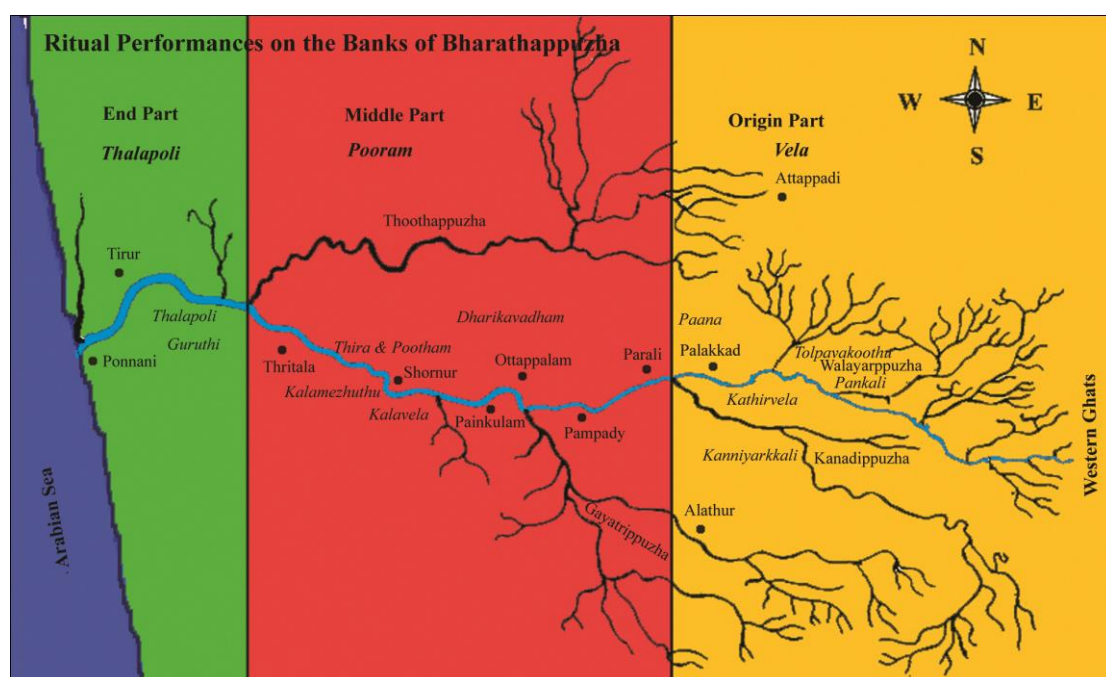 Ritual Performances on the Banks of Bharathappuzha
N
W
E
S
End Part
Thalapoli
Middle Part
Pooram
Origin Part
Vela
Attappadi
Thoothappuzha
Tirur
Thalapoli
Guruthi
Ponnani
Dharikavadham
Paana
Thira & Pootham
Thritala
Shornur
Ottappalam
Parali
Palakkad
Tolpavakoothu
Walayarppuzha
Pankali
Kalamezhuthu
Kalavela
Painkulam
Pampady
Kathirvela
Kanniyarkkali
Kanadippuzha
Gayatrippuzha
Alathur
Arabian Sea
Western Ghats